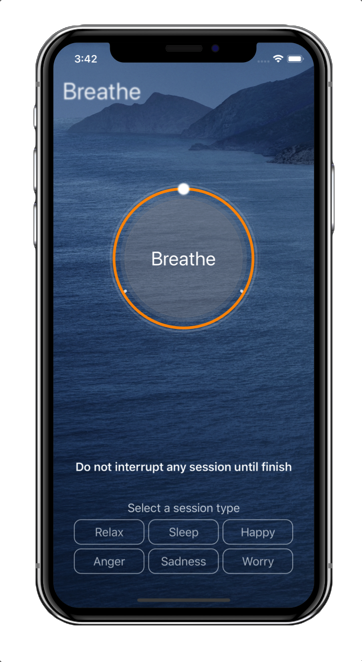 3:42
Breathe
Breathe
Do not interrupt any session until finish
Select a session type
Relax Sleep Happy
Anger Sadness Worry